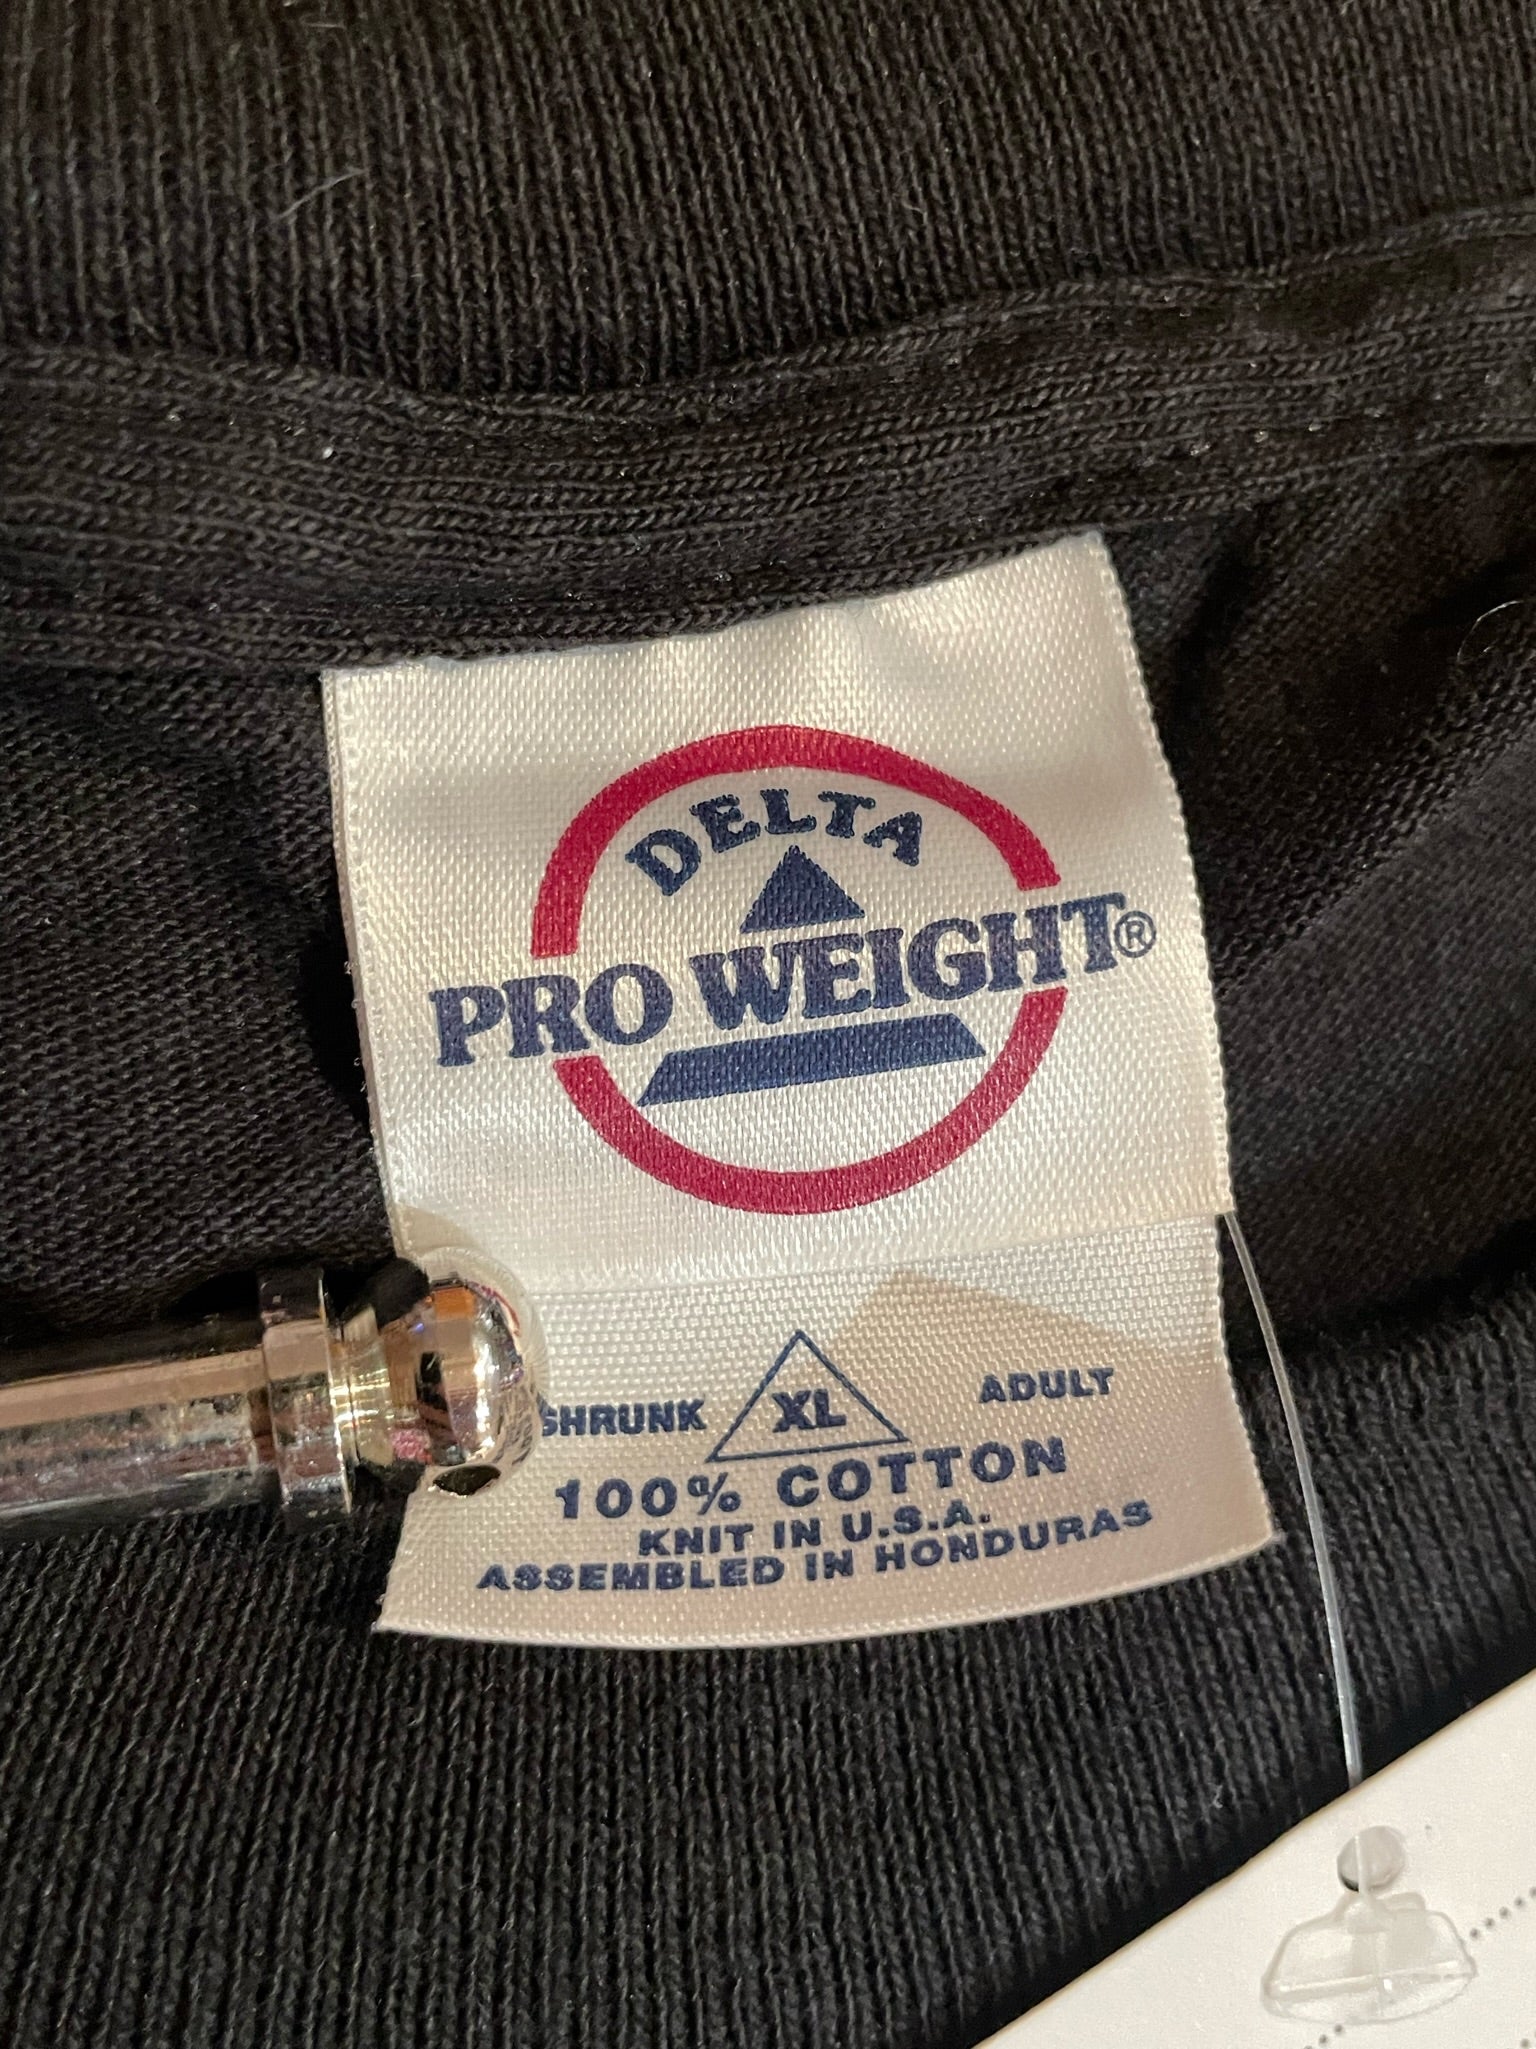 DELTA
PRO WEIGHT®
SHRUNK XL ADULT
100% COTTON
KNIT IN U.S.A.
ASSEMBLED IN HONDURAS